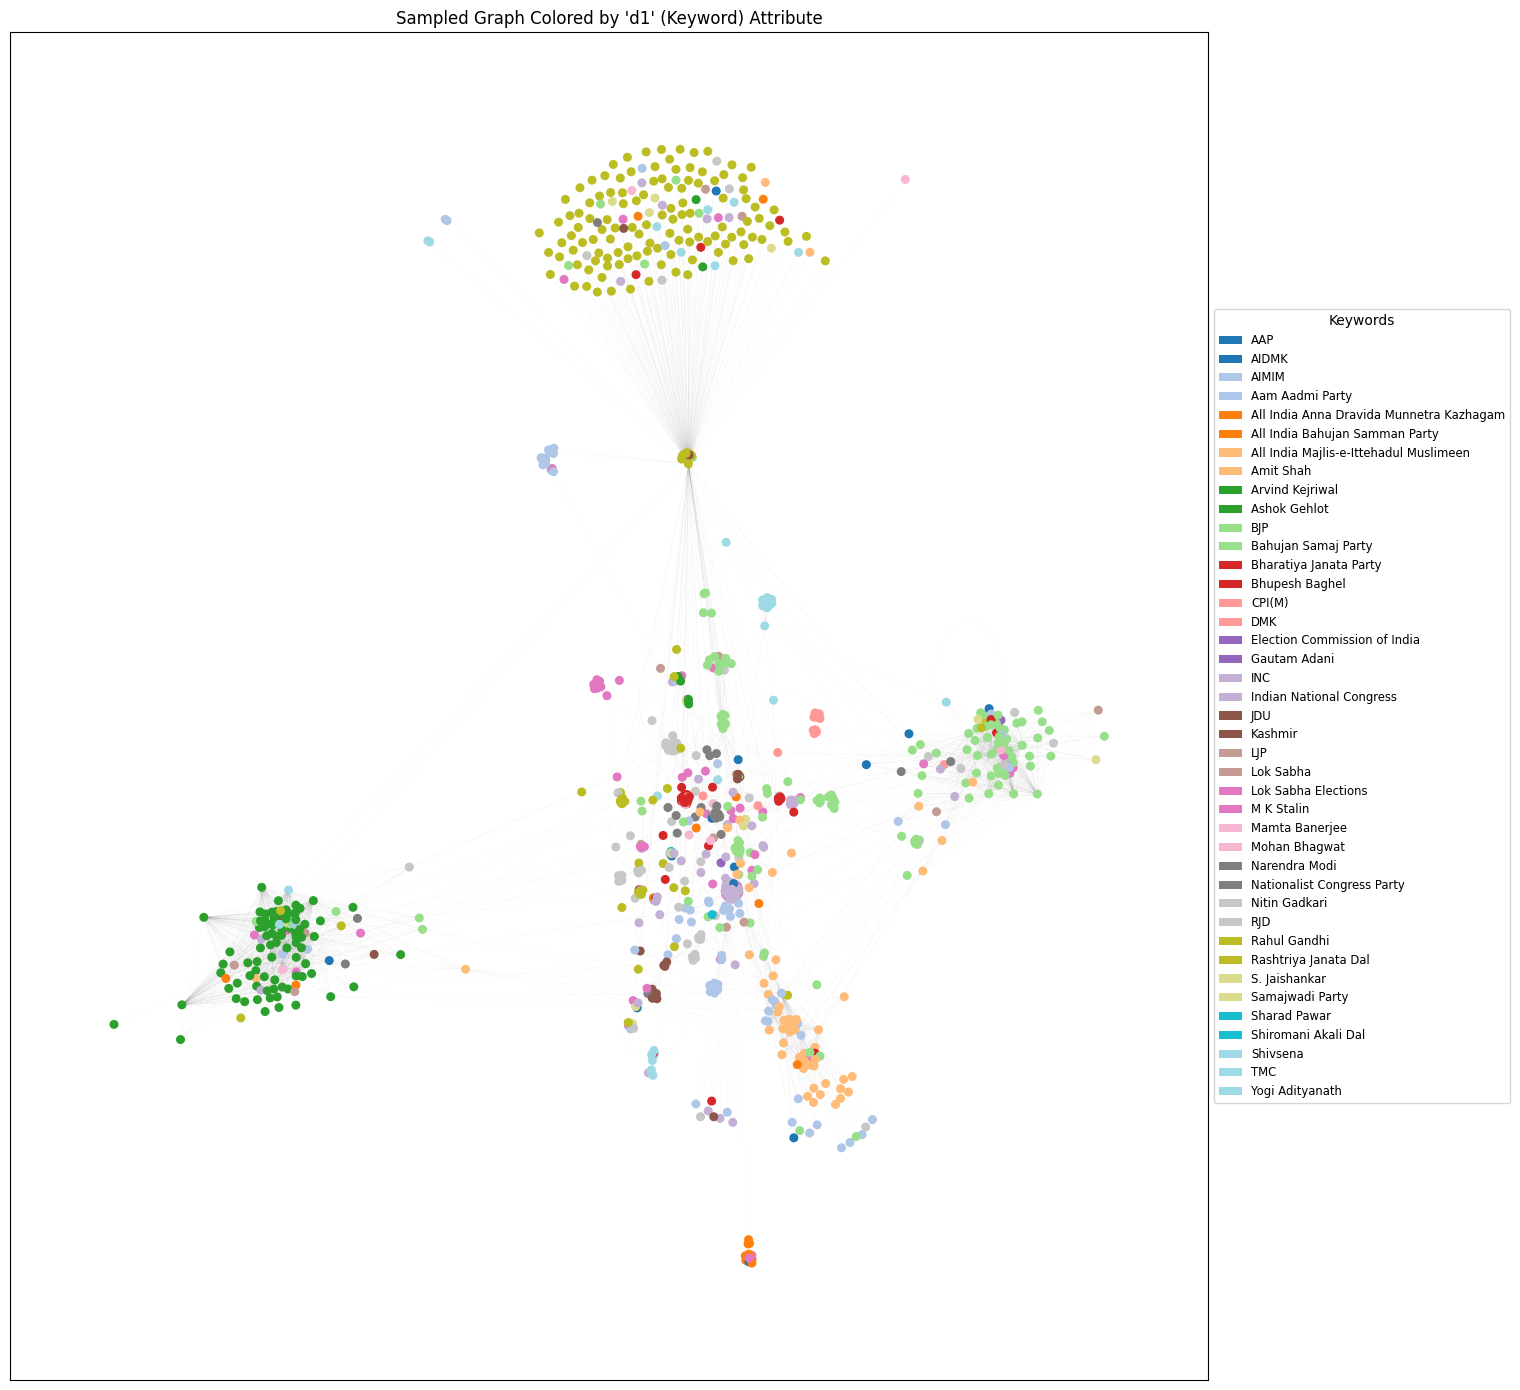 Sampled Graph Colored by 'd1' (Keyword) Attribute
Keywords
AAP
AIDMK
AIMIM
Aam Aadmi Party
All India Anna Dravida Munnetra Kazhagam
All India Bahujan Samman Party
All India Majlis-e-Ittehadul Muslimeen
Amit Shah
Arvind Kejriwal
Ashok Gehlot
BJP
Bahujan Samaj Party
Bharatiya Janata Party
Bhupesh Baghel
CPI(M)
DMK
Election Commission of India
Gautam Adani
INC
Indian National Congress
JDU
Kashmir
LJP
Lok Sabha
Lok Sabha Elections
M K Stalin
Mamta Banerjee
Mohan Bhagwat
Narendra Modi
Nationalist Congress Party
Nitin Gadkari
RJD
Rahul Gandhi
Rashtriya Janata Dal
S. Jaishankar
Samajwadi Party
Sharad Pawar
Shiromani Akali Dal
Shivsena
TMC
Yogi Adityanath